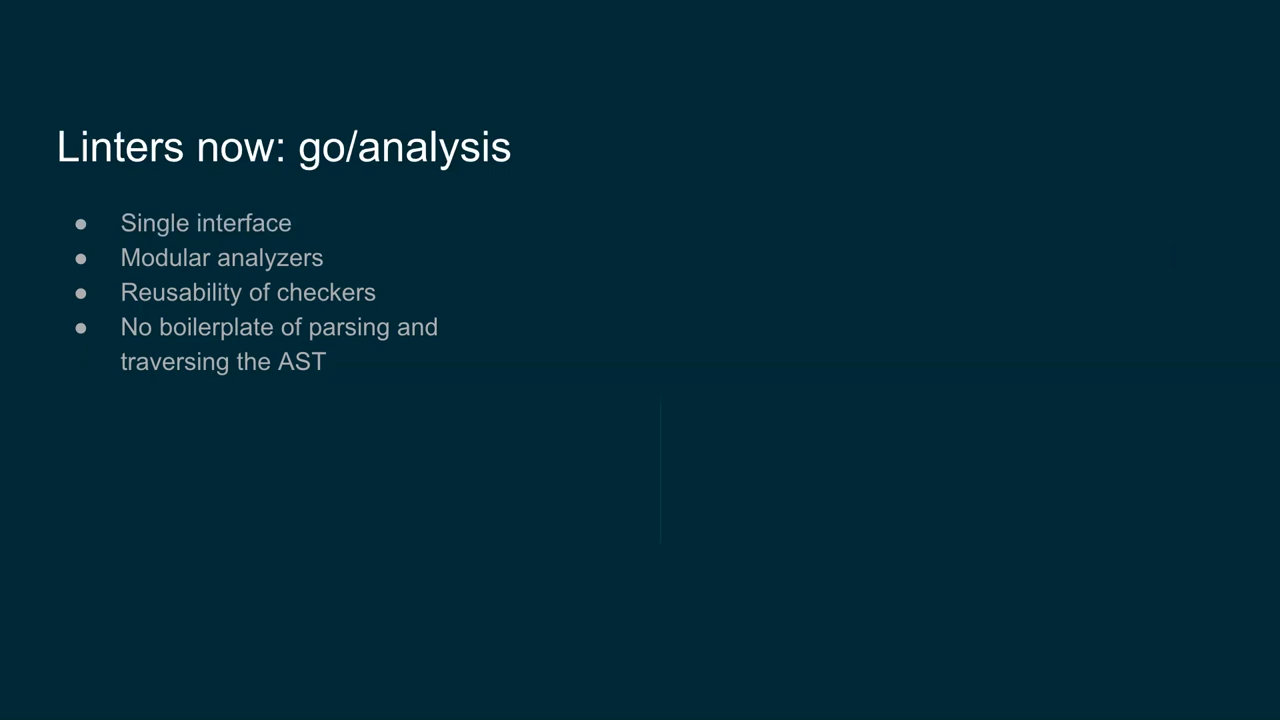 Linters now: go/analysis
● Single interface
● Modular analyzers
● Reusability of checkers
● No boilerplate of parsing and
traversing the AST